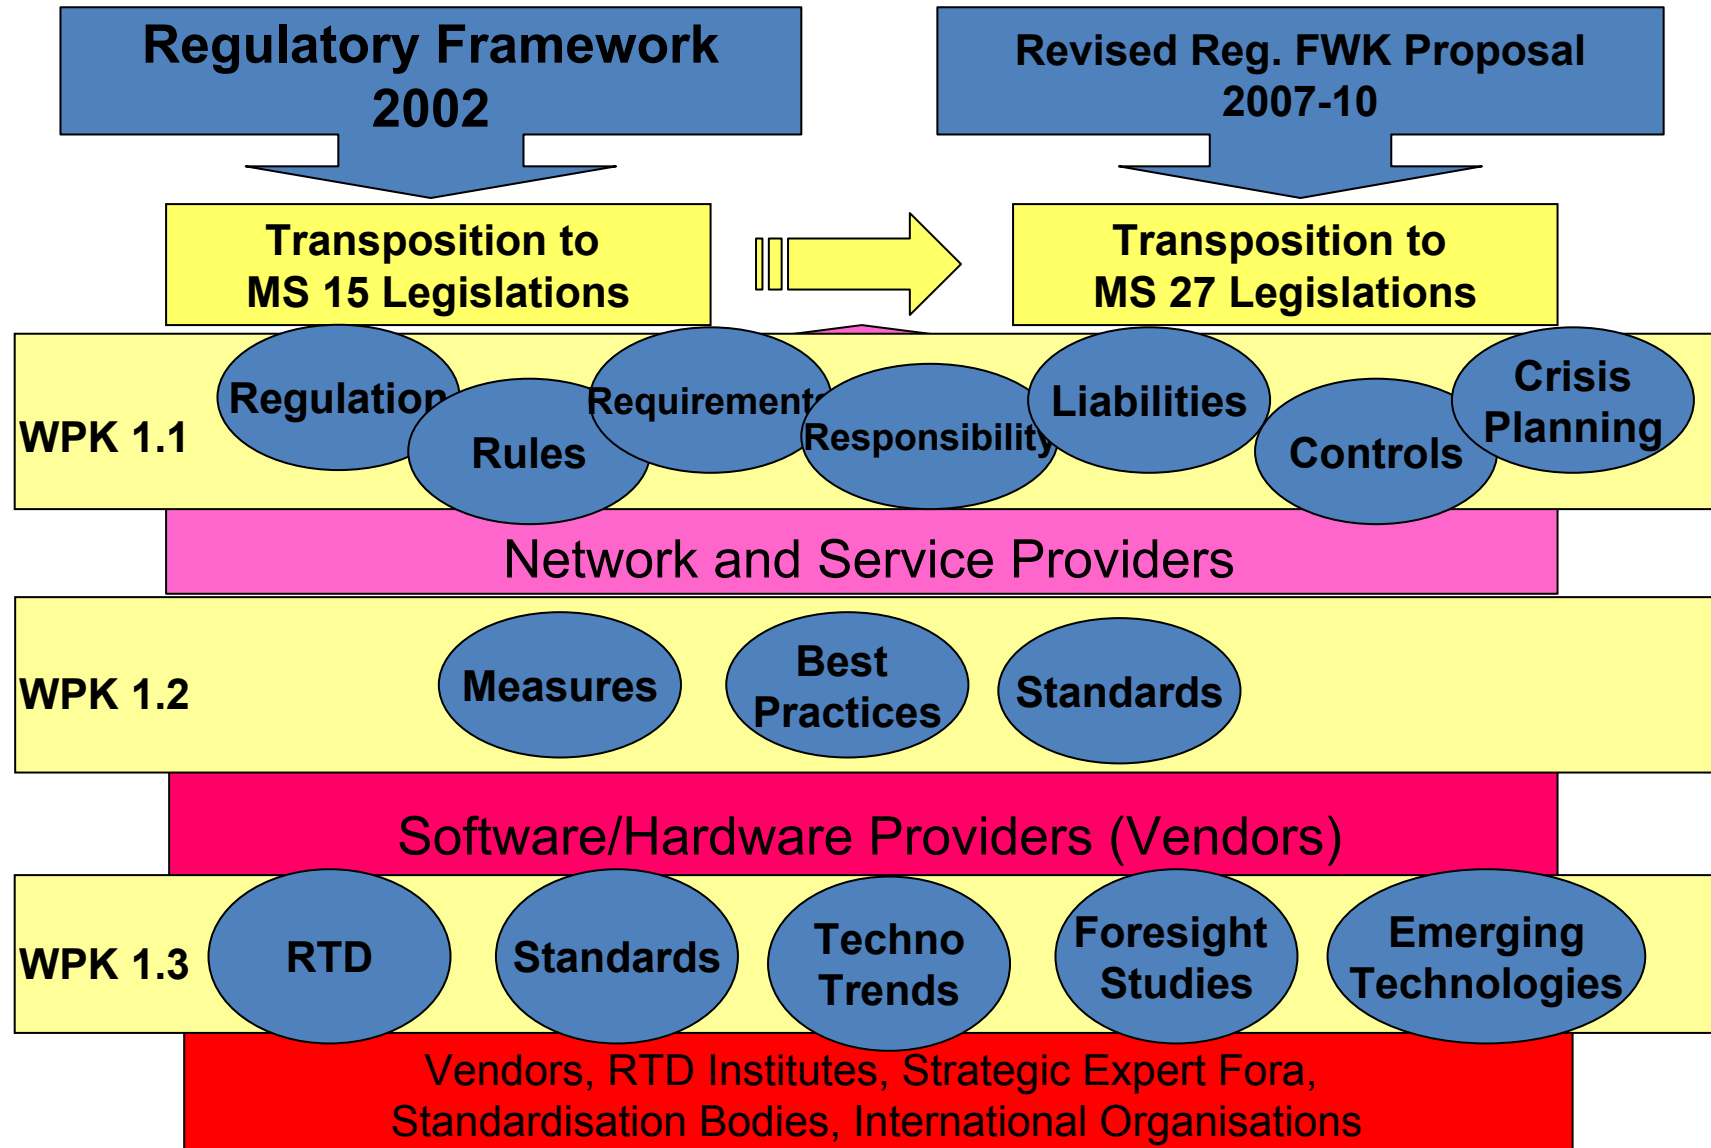 Regulatory Framework
2002
Revised Reg. FWK Proposal
2007-10
Transposition to
MS 15 Legislations
Transposition to
MS 27 Legislations
WPK 1.1
Regulation
Rules
Requirements
Responsibility
Liabilities
Controls
Crisis
Planning
Network and Service Providers
WPK 1.2
Measures
Best
Practices
Standards
Software/Hardware Providers (Vendors)
WPK 1.3
RTD
Standards
Techno
Trends
Foresight
Studies
Emerging
Technologies
Vendors, RTD Institutes, Strategic Expert Fora,
Standardisation Bodies, International Organisations